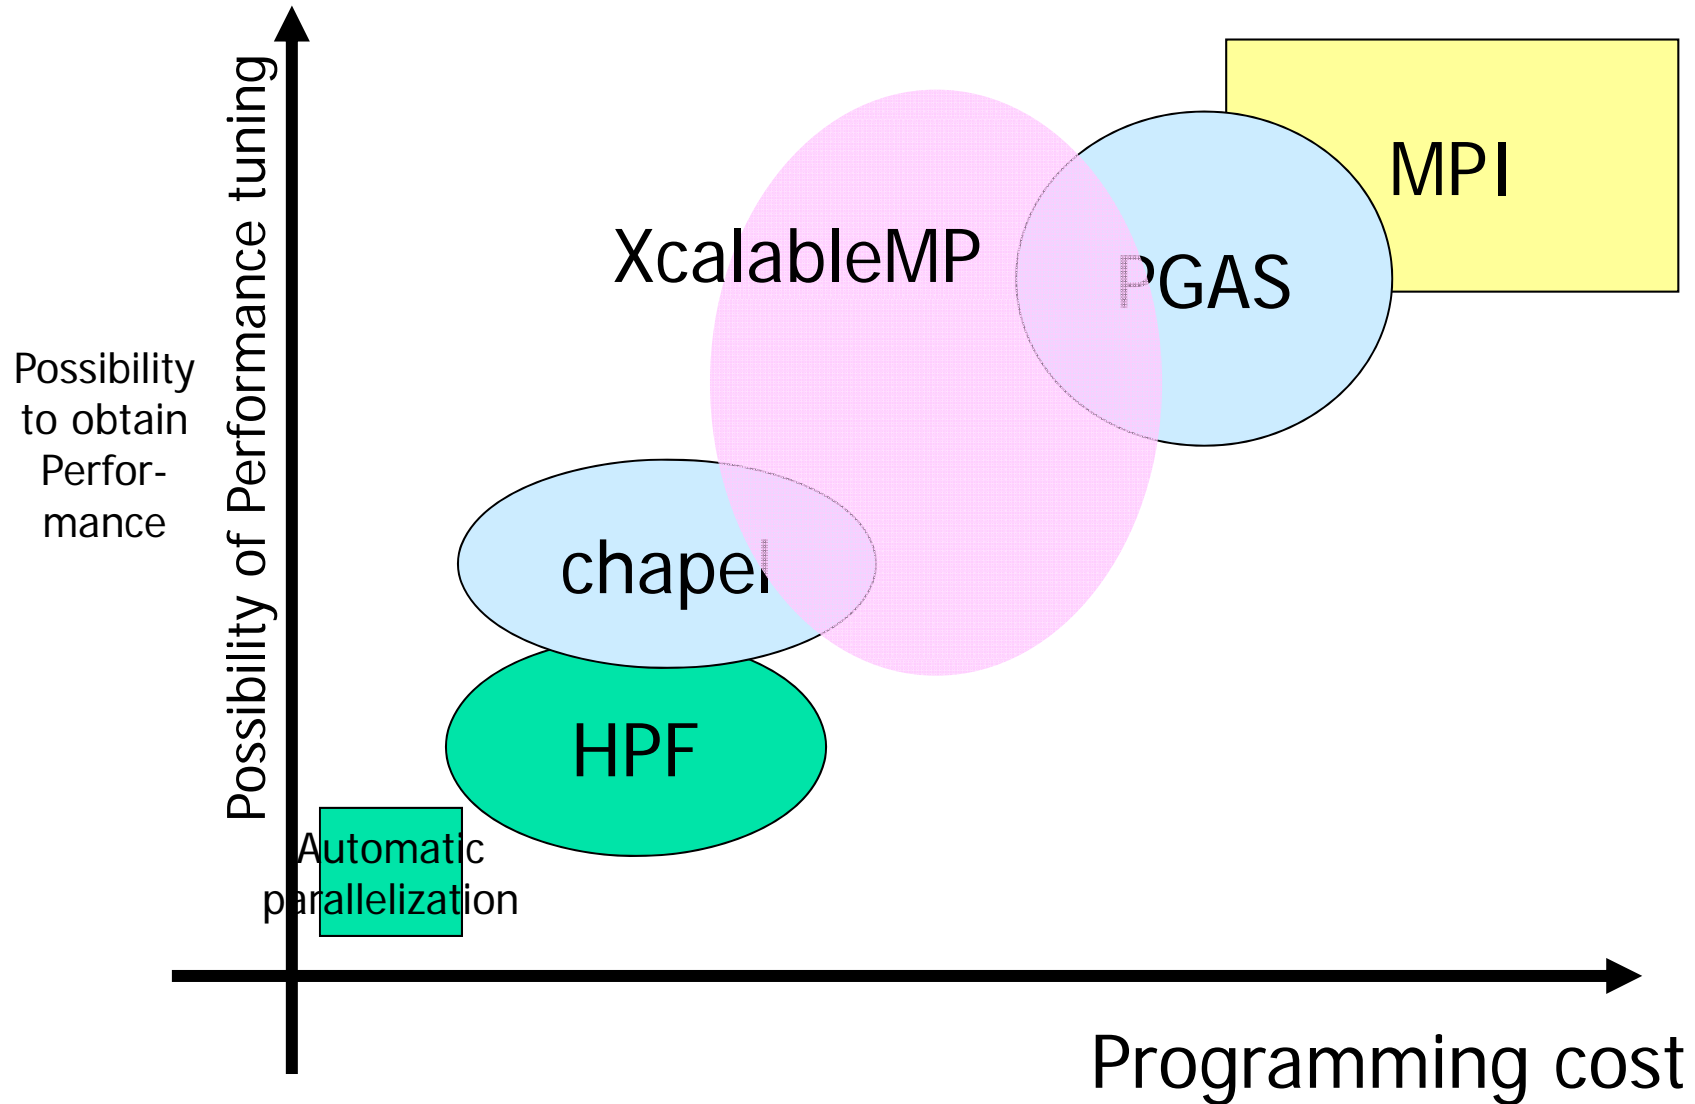 Possibility of Performance tuning
Possibility
to obtain
Perfor-
mance
MPI
XcalableMP
PGAS
chapel
HPF
Automatic
parallelization
Programming cost